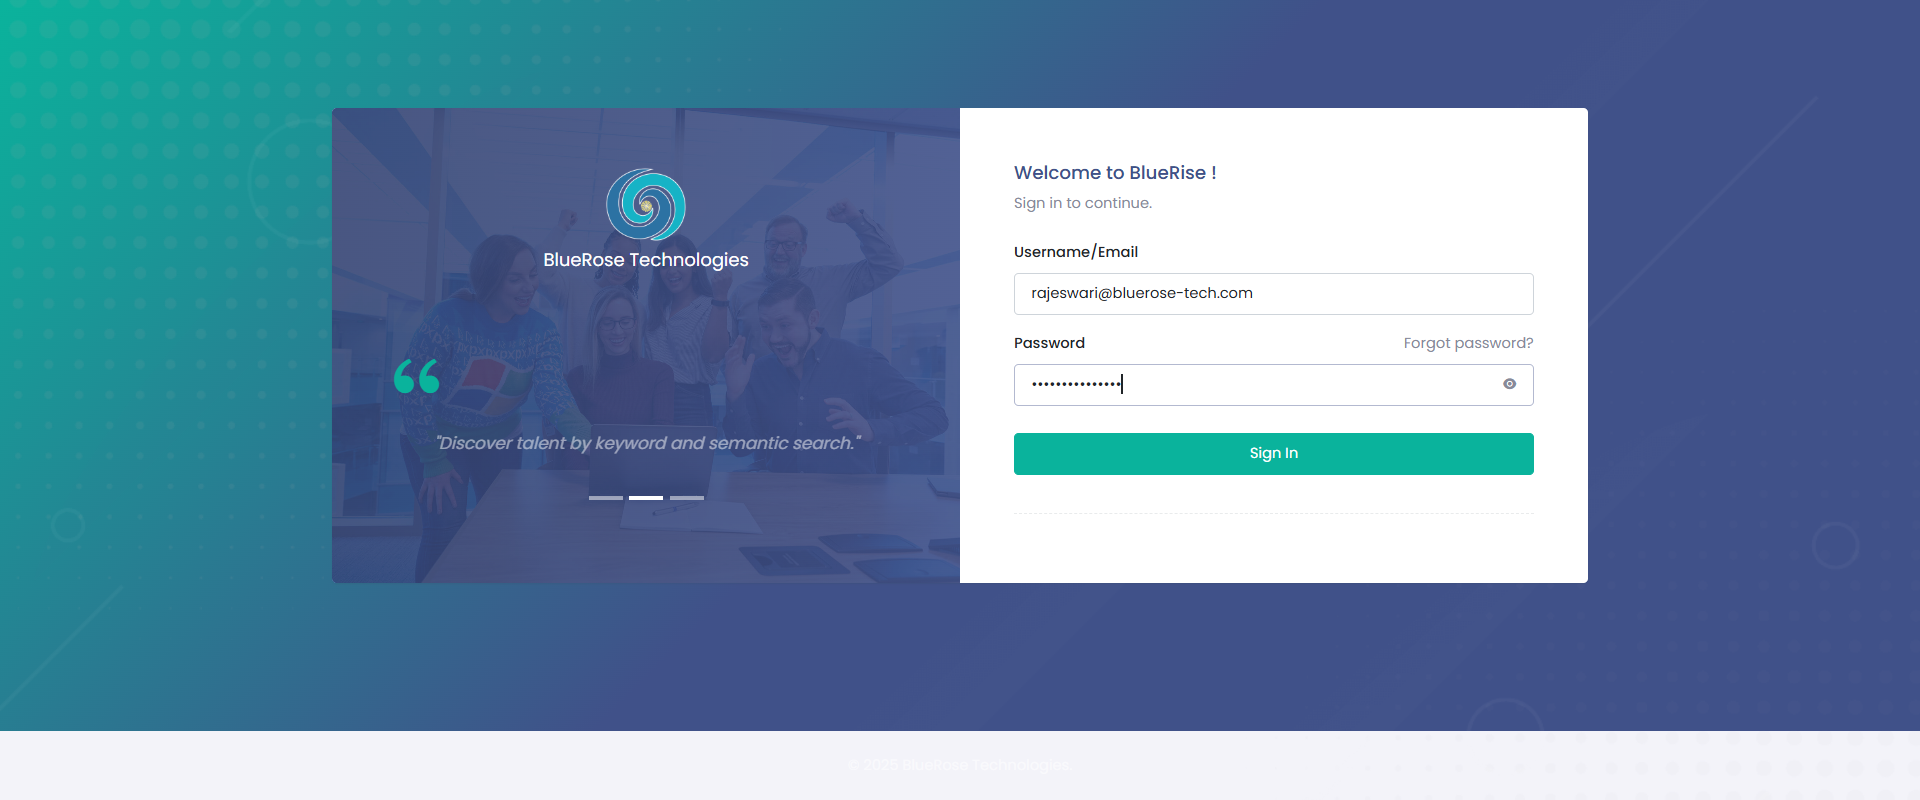 BlueRose Technologies
"Discover talent by keyword and semantic search."
Welcome to BlueRise !
Sign in to continue.
Username/Email
rajeswari@bluerose-tech.com
Password
Forgot password?
•••••••••••••••
Sign In
© 2025 BlueRose Technologies.